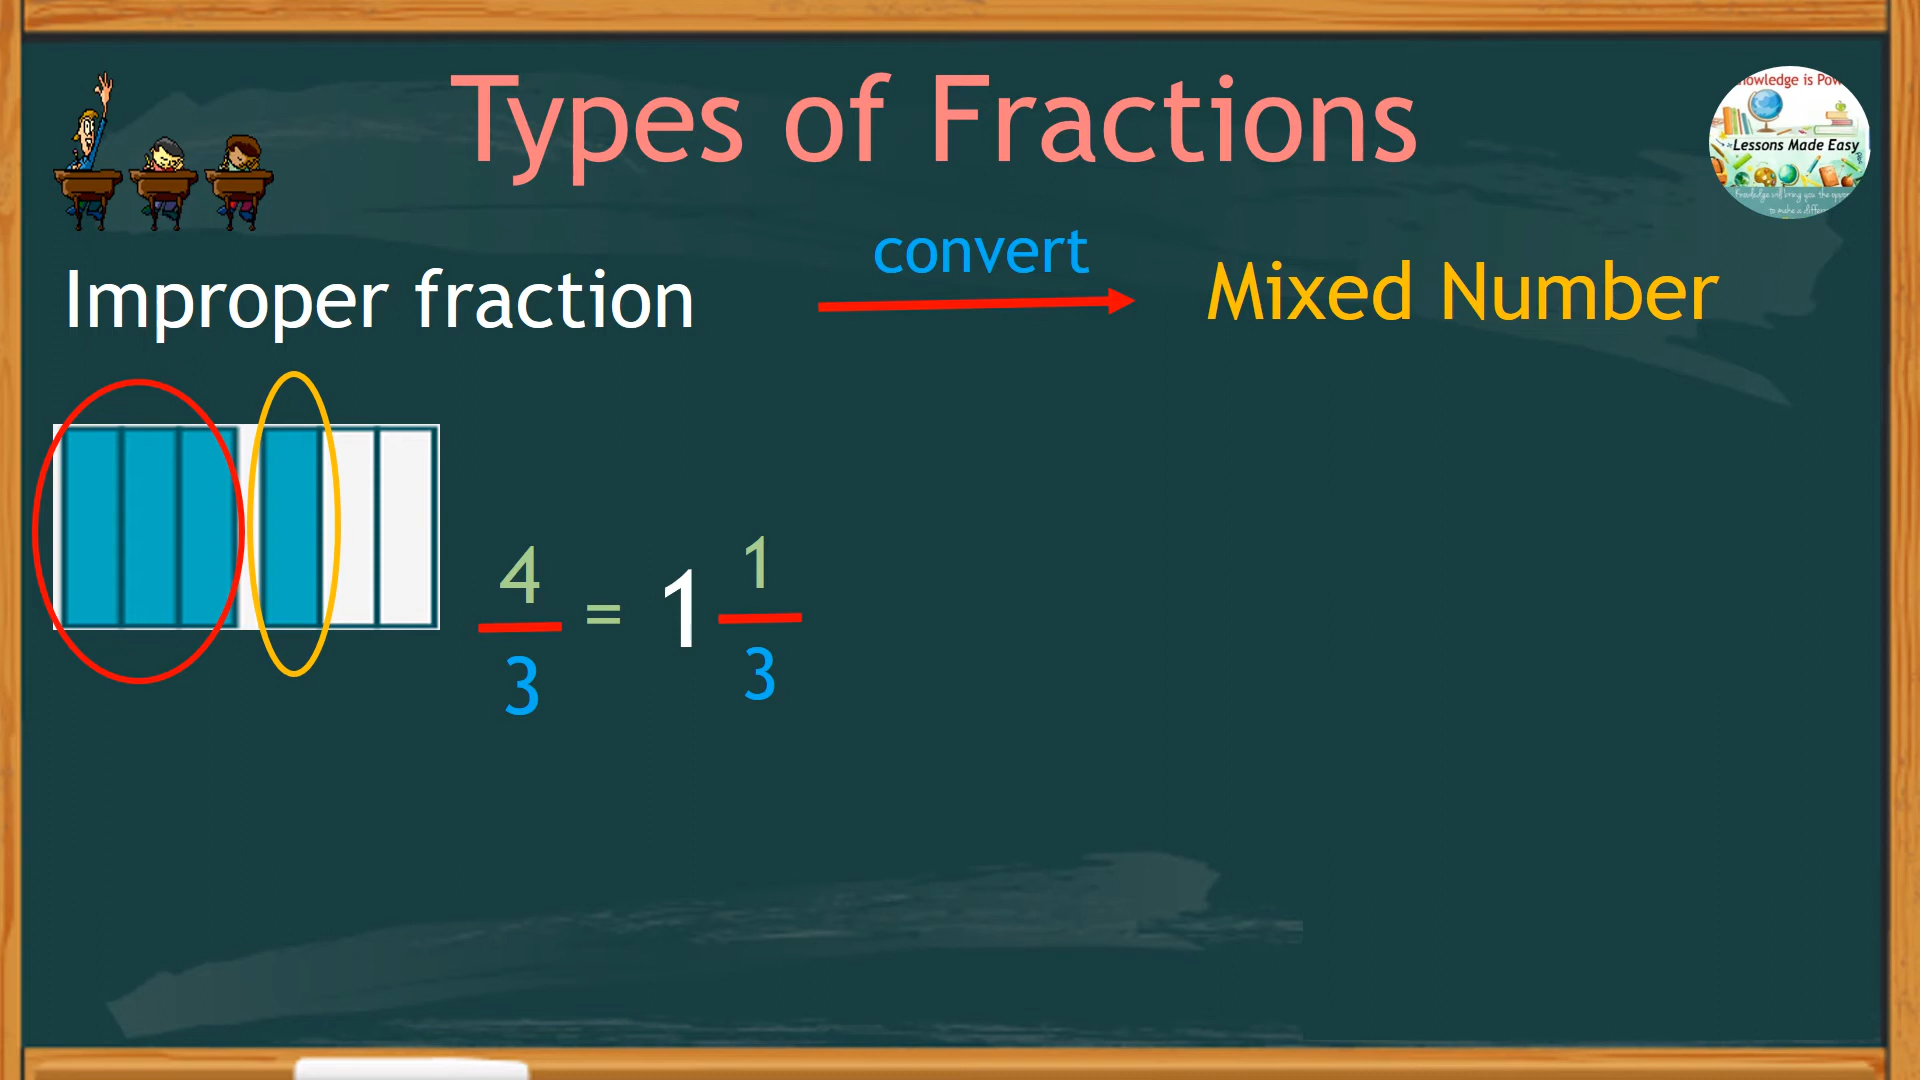 Types of Fractions
Lessons Made Easy
convert
Improper fraction
Mixed Number
4/3 = 1 1/3